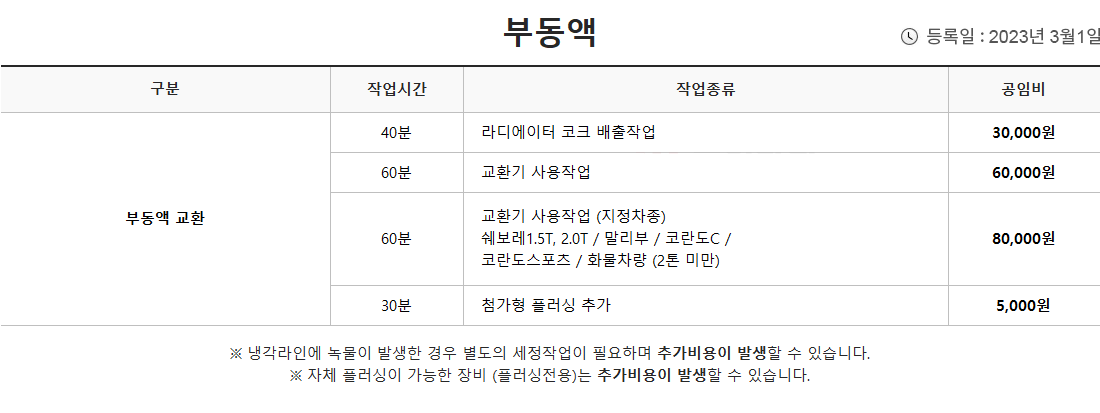 부동액
등록일 : 2023년 3월1일
구분 작업시간 작업종류 공임비
부동액 교환
40분 라디에이터 코크 배출작업 30,000원
60분 교환기 사용작업 60,000원
60분 교환기 사용작업 (지정차종)
쉐보레1.5T, 2.0T / 말리부 / 코란도C /
코란도스포츠 / 화물차량 (2톤 미만)
80,000원
30분 첨가형 플러싱 추가 5,000원
※ 냉각라인에 녹물이 발생한 경우 별도의 세정작업이 필요하며 추가비용이 발생할 수 있습니다.
※ 자체 플러싱이 가능한 장비 (플러싱전용)는 추가비용이 발생할 수 있습니다.